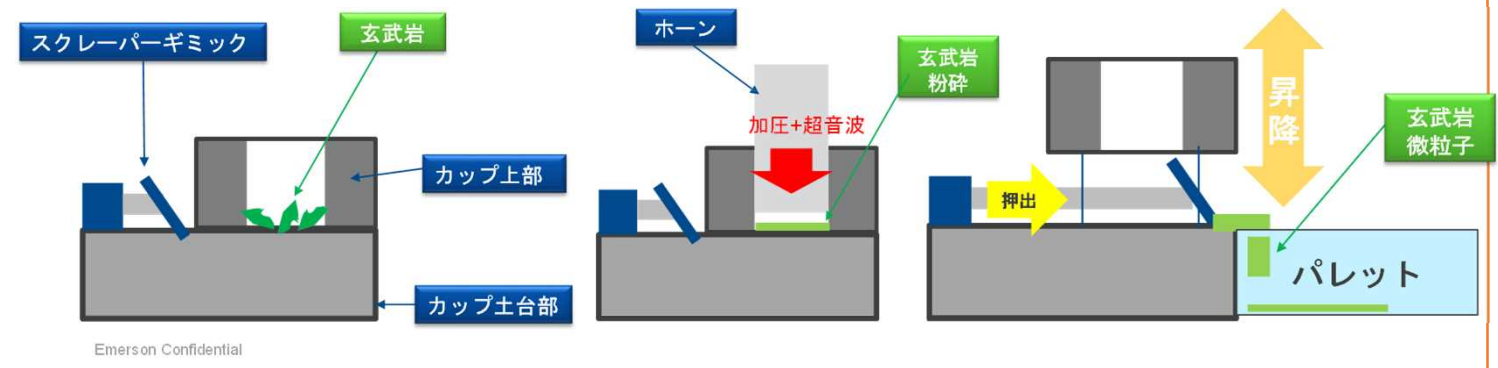 スクレーパーギミック
玄武岩
カップ上部
カップ土台部
ホーン
加圧+超音波
玄武岩
粉砕
押出
昇降
玄武岩
微粒子
パレット
Emerson Confidential